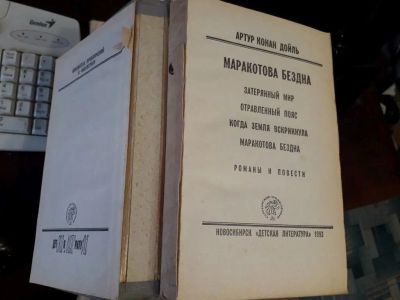 Genius
АРТУР КОНАН ДОЙЛЬ
МАРАКОТОВА БЕЗДНА
ЗАТЕРЯННЫЙ МИР
ОТРАВЛЕННЫЙ ПОЯС
КОГДА ЗЕМЛЯ ВСКРИКНУЛА
МАРАКОТОВА БЕЗДНА
РОМАНЫ И ПОВЕСТИ
НОВОСИБИРСК «ДЕТСКАЯ ЛИТЕРАТУРА» 1992